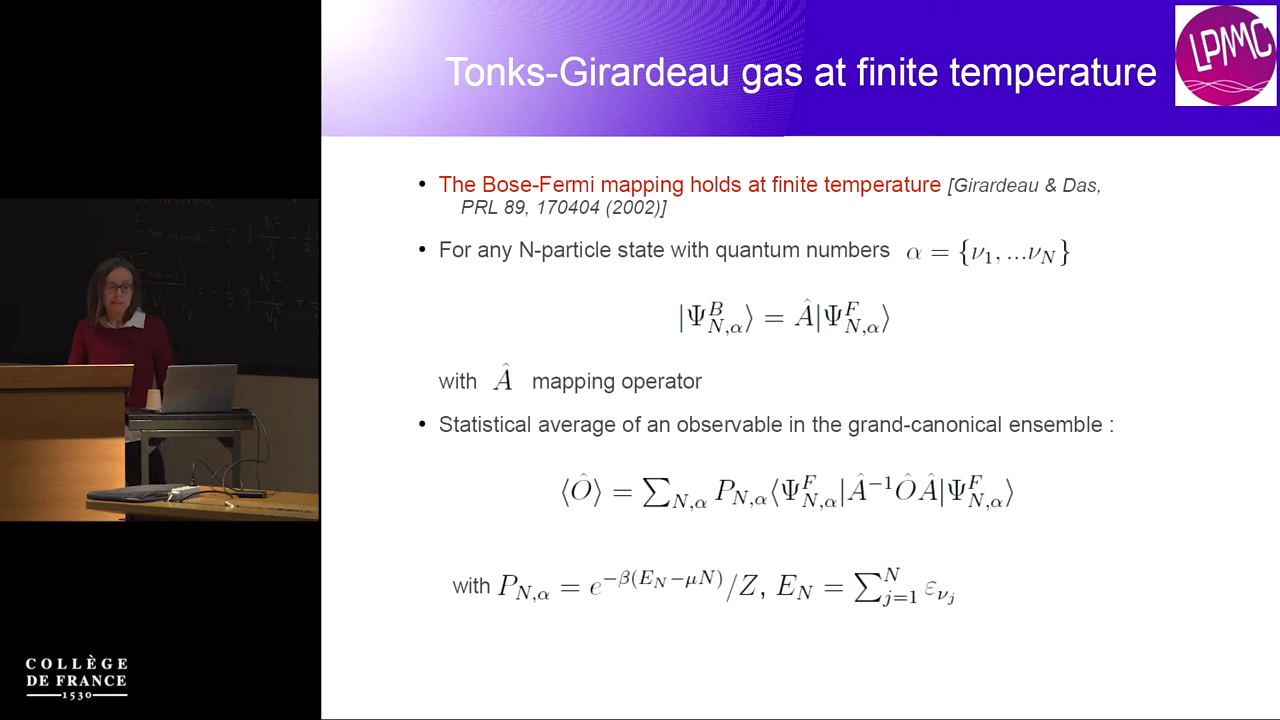 Tonks-Girardeau gas at finite temperature
LPMMC
• The Bose-Fermi mapping holds at finite temperature [Girardeau & Das,
PRL 89, 170404 (2002)]
• For any N-particle state with quantum numbers α = {ν₁, ...ν_N}
|Ψ^B_{N,α}⟩ = Â|Ψ^F_{N,α}⟩
with Â mapping operator
• Statistical average of an observable in the grand-canonical ensemble :
⟨Ô⟩ = ∑_{N,α} P_{N,α}⟨Ψ^F_{N,α}|Â^{−1}ÔÂ|Ψ^F_{N,α}⟩
with P_{N,α} = e^{−β(E_N−μN)}/Z, E_N = ∑^N_{j=1} ε_{ν_j}
COLLÈGE
DE FRANCE
1530